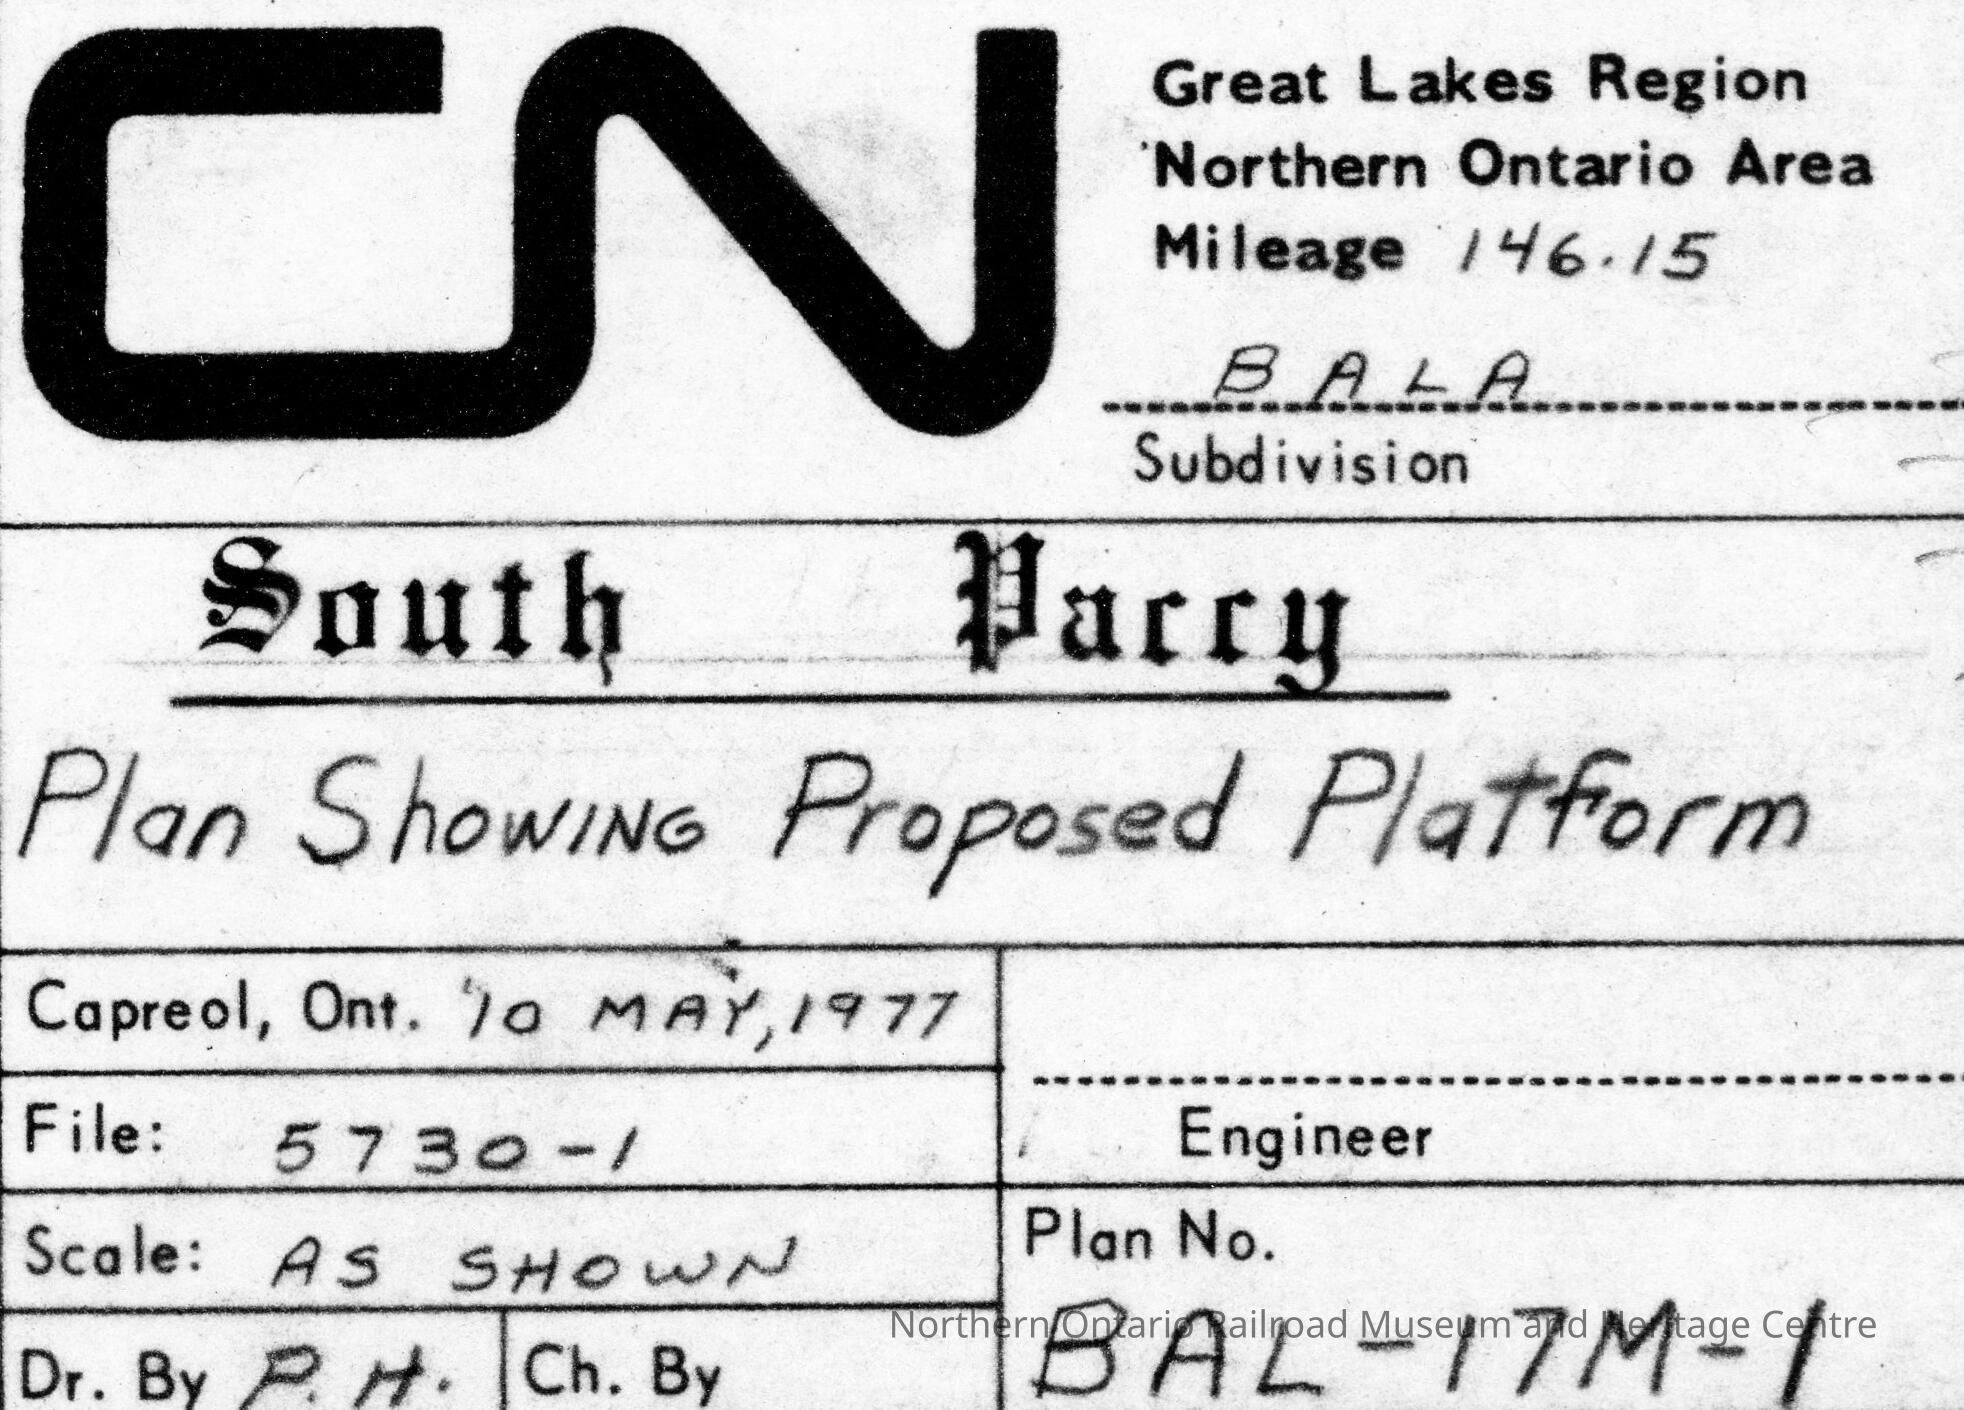 CN
Great Lakes Region
Northern Ontario Area
Mileage 146.15
BALA
Subdivision
South Parry
Plan Showing Proposed Platform
Capreol, Ont. 10 MAY, 1977
File: 5730-1
Engineer
Scale: AS SHOWN
Plan No.
BAL-17M-1
Northern Ontario Railroad Museum and Heritage Centre
Dr. By P.H. Ch. By